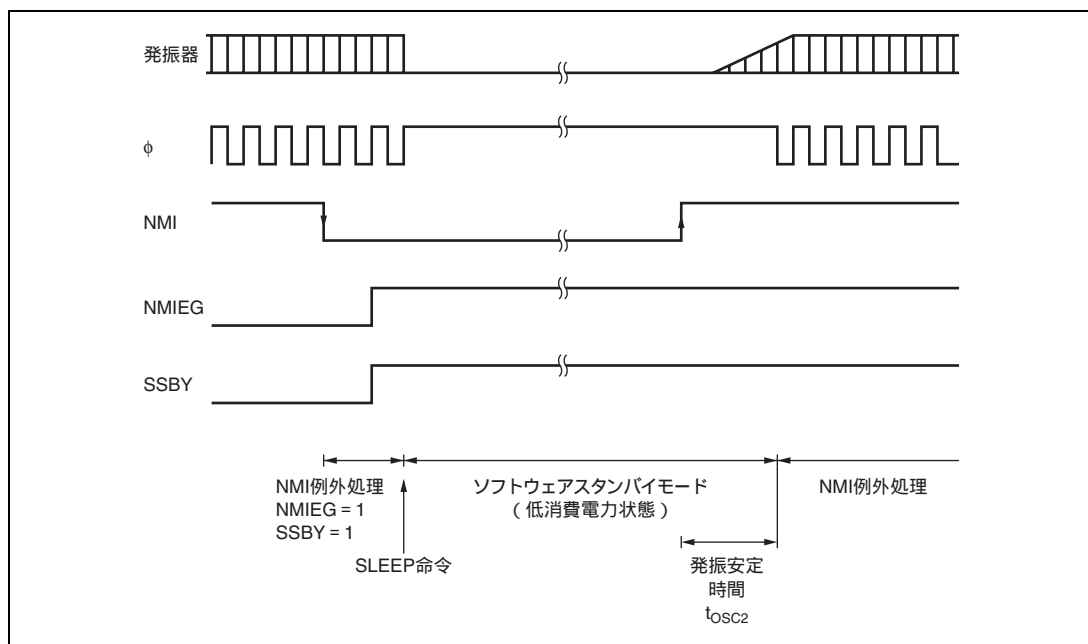 発振器
φ
NMI
NMIEG
SSBY
NMI例外処理
NMIEG = 1
SSBY = 1
SLEEP命令
ソフトウェアスタンバイモード
（低消費電力状態）
NMI例外処理
発振安定
時間
tOSC2